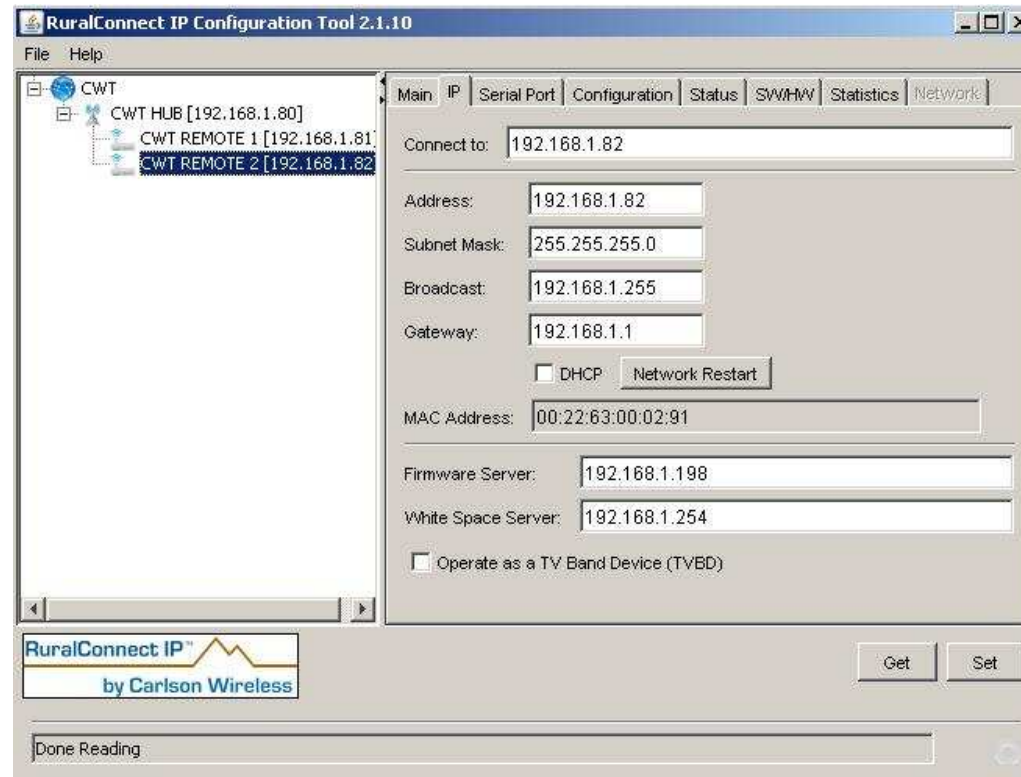 RuralConnect IP Configuration Tool 2.1.10
File Help
CWT
CWT HUB [192.168.1.80]
CWT REMOTE 1 [192.168.1.81]
CWT REMOTE 2 [192.168.1.82
Main IP Serial Port Configuration Status SW/HW Statistics Network
Connect to: 192.168.1.82
Address: 192.168.1.82
Subnet Mask: 255.255.255.0
Broadcast: 192.168.1.255
Gateway: 192.168.1.1
DHCP Network Restart
MAC Address: 00:22:63:00:02:91
Firmware Server: 192.168.1.198
White Space Server: 192.168.1.254
Operate as a TV Band Device (TVBD)
RuralConnect IP™
by Carlson Wireless
Get Set
Done Reading